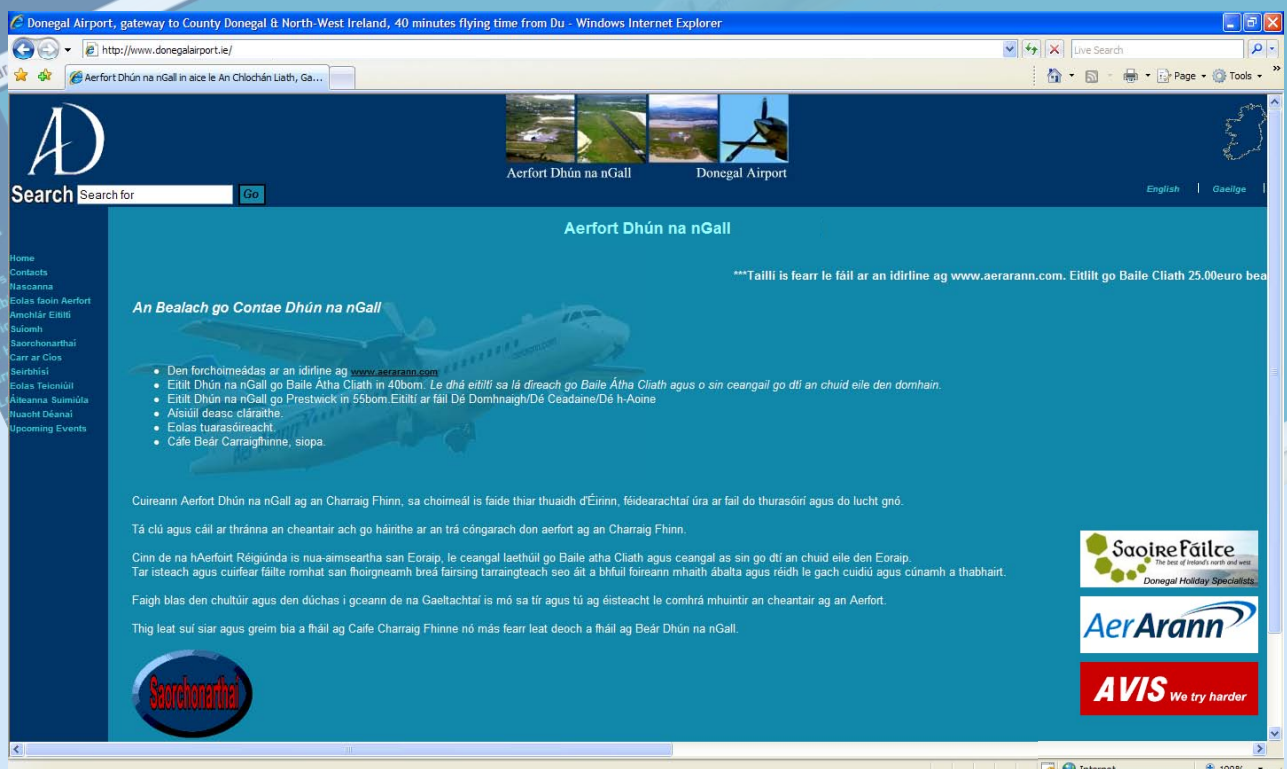 Donegal Airport, gateway to County Donegal & North-West Ireland, 40 minutes flying time from Du - Windows Internet Explorer
http://www.donegalairport.ie/
Live Search
Aerfort Dhún na nGall in aice le An Chlochán Liath, Ga...
Page
Tools
AD
Aerfort Dhún na nGall
Donegal Airport
Search
Search for
Go
English | Gaeilge |
Aerfort Dhún na nGall
***Taillí is fearr le fáil ar an idirline ag www.aerarann.com. Eitlilt go Baile Cliath 25.00euro bea
Home
Contacts
Nascanna
Eolas faoin Aerfort
Amchlár Eitiltí
Suíomh
Saorchonarthaí
Carr ar Cíos
Seirbhísí
Eolas Teicniúil
Áiteanna Suimiúla
Nuacht Déanaí
Upcoming Events
An Bealach go Contae Dhún na nGall
Den forchoimeádas ar an idirline ag www.aerarann.com
Eitilt Dhún na nGall go Baile Átha Cliath in 40bom. Le dhá eitiltí sa lá díreach go Baile Átha Cliath agus o sin ceangail go dtí an chuid eile den domhain.
Eitilt Dhún na nGall go Prestwick in 55bom.Eitiltí ar fáil Dé Domhnaigh/Dé Ceadaine/Dé h-Aoine
Aísiúil deasc cláraithe.
Eolas tuarasóireacht.
Cáfe Beár Carraigfhinne, siopa.
Cuireann Aerfort Dhún na nGall ag an Charraig Fhinn, sa choimeál is faide thiar thuaidh d'Éirinn, féidearachtaí úra ar fail do thurasóirí agus do lucht gnó.
Tá clú agus cáil ar thránna an cheantair ach go háirithe ar an trá cóngarach don aerfort ag an Charraig Fhinn.
Cinn de na hAerfoirt Réigiúnda is nua-aimseartha san Eoraip, le ceangal laethúil go Baile atha Cliath agus ceangal as sin go dtí an chuid eile den Eoraip.
Tar isteach agus cuirfear fáilte romhat san fhoirgneamh breá fairsing tarraingteach seo áit a bhfuil foireann mhaith ábalta agus réidh le gach cuidiú agus cúnamh a thabhairt.
Faigh blas den chultúir agus den dúchas i gceann de na Gaeltachtaí is mó sa tír agus tú ag éisteacht le comhrá mhuintir an cheantair ag an Aerfort.
Thig leat suí siar agus greim bia a fháil ag Caife Charraig Fhinne nó más fearr leat deoch a fháil ag Beár Dhún na nGall.
Saorchonarthaí
Saoire Fáilte
The best of Ireland's north and west
Donegal Holiday Specialists
Aer Arann
AVIS We try harder
Internet
100%